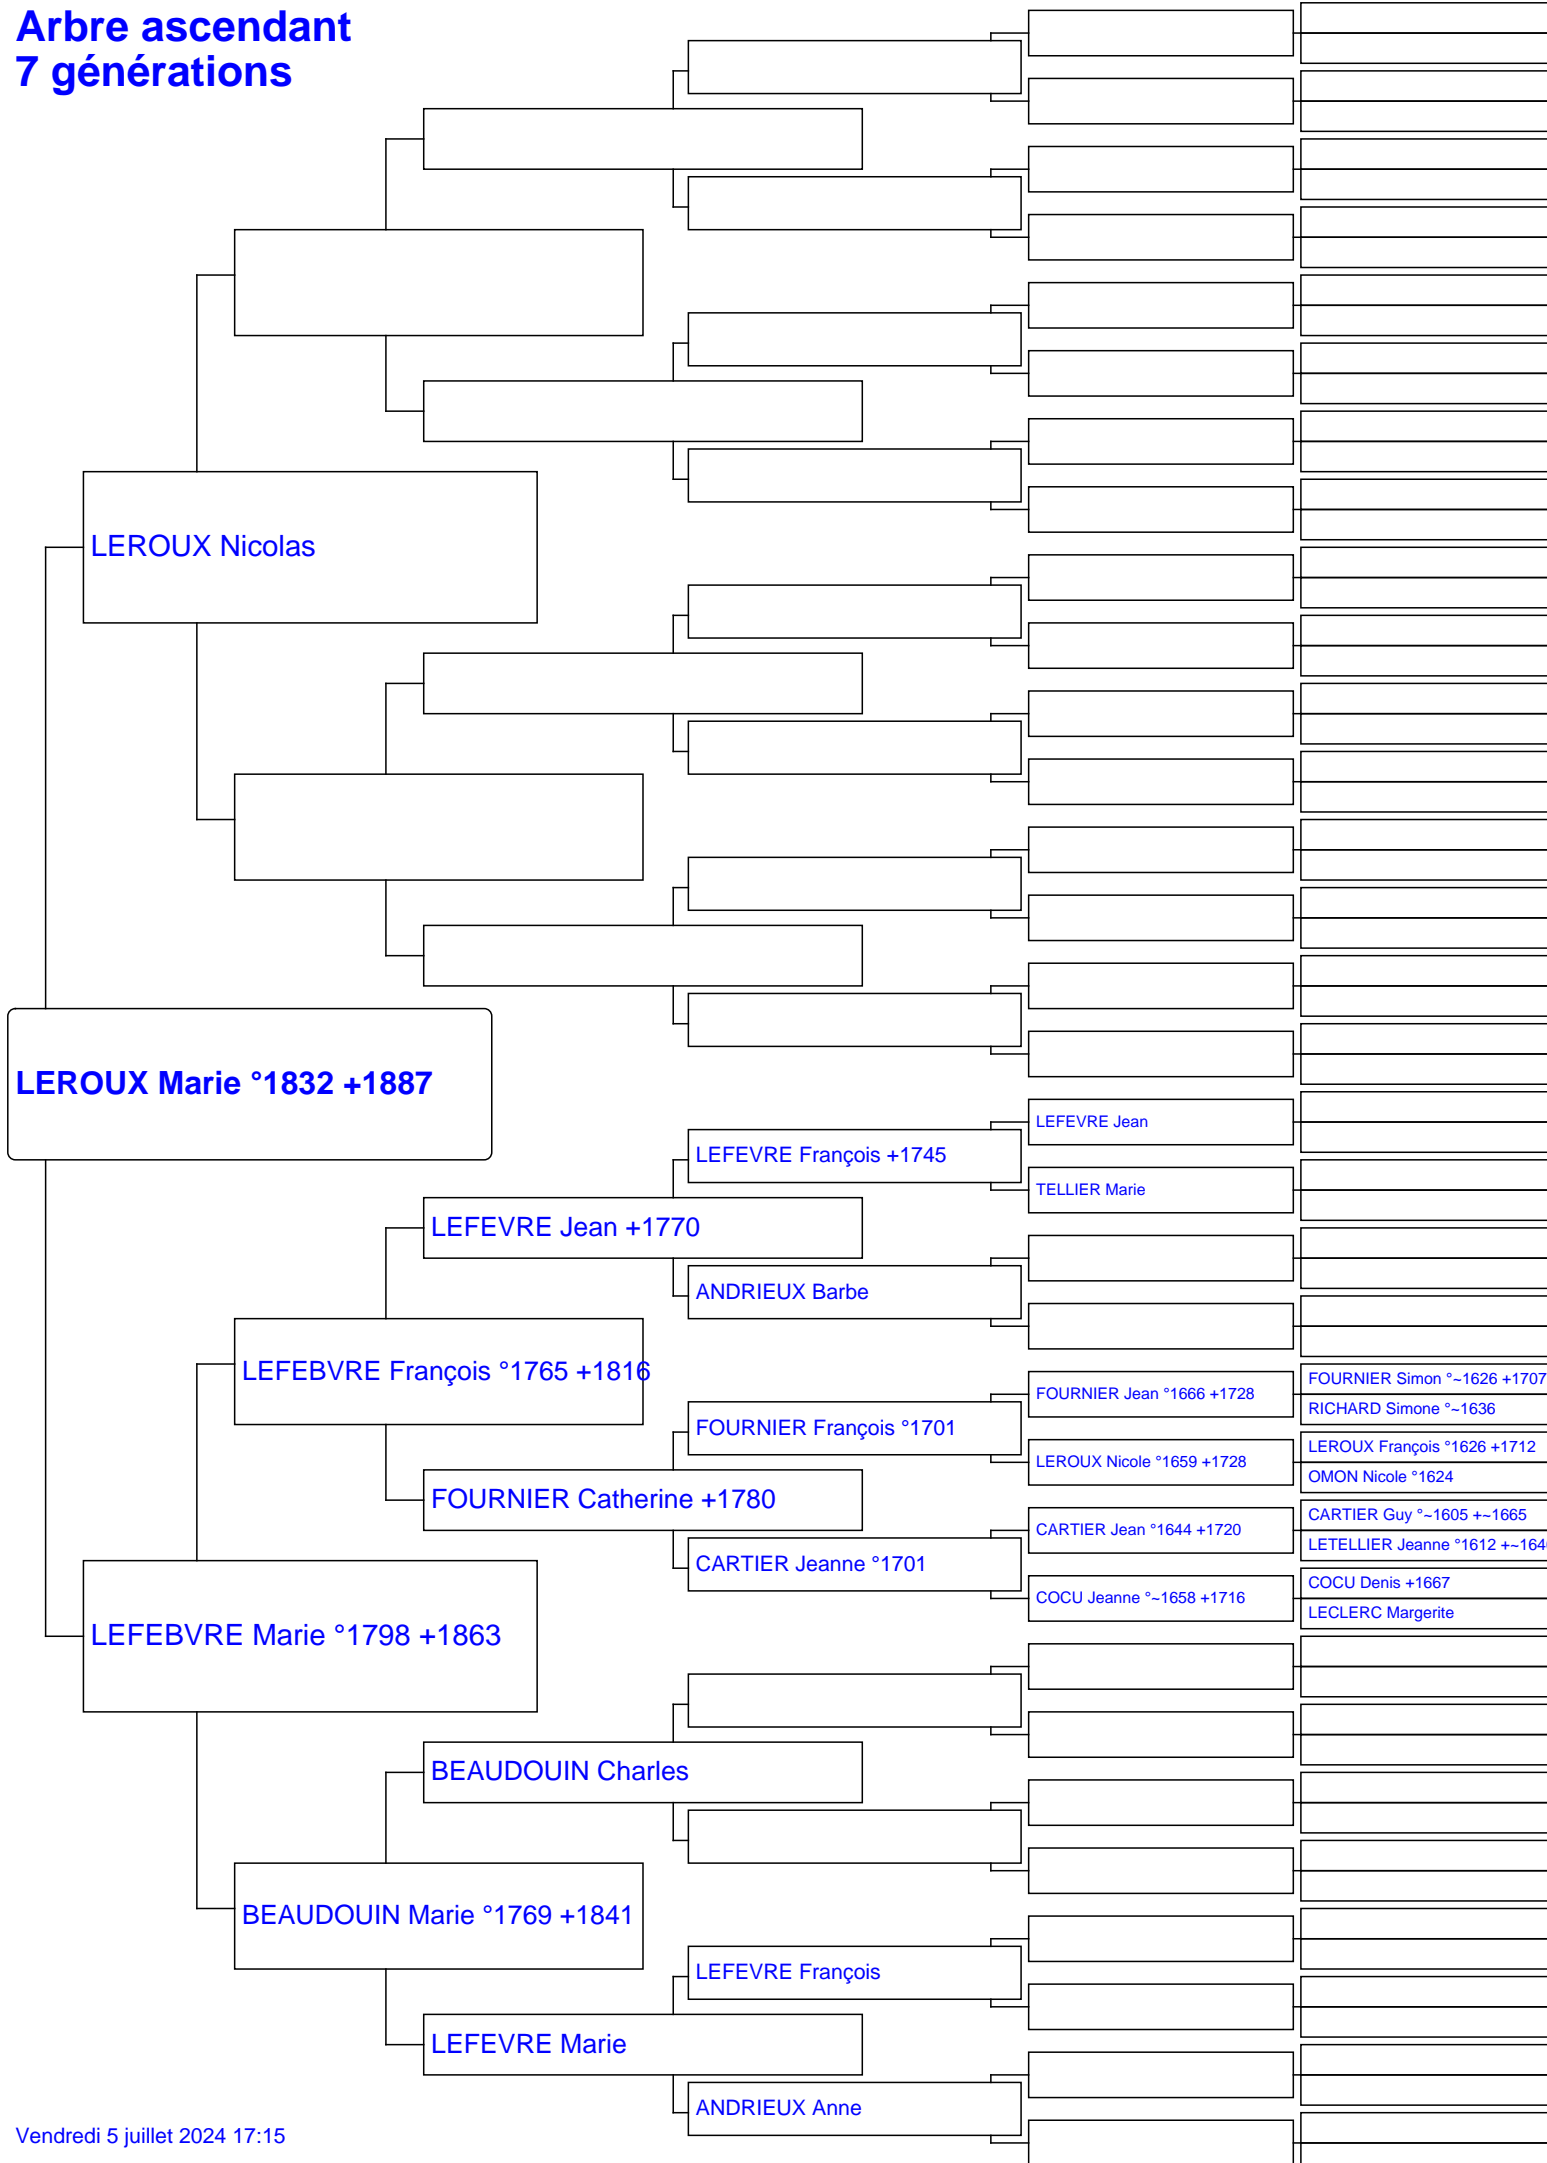 Arbre ascendant
7 générations
LEROUX Nicolas
LEROUX Marie °1832 +1887
LEFEVRE Jean
LEFEVRE François +1745
TELLIER Marie
LEFEVRE Jean +1770
ANDRIEUX Barbe
LEFEBVRE François °1765 +1816
FOURNIER Simon °~1626 +1707
FOURNIER Jean °1666 +1728
RICHARD Simone °~1636
FOURNIER François °1701
LEROUX François °1626 +1712
LEROUX Nicole °1659 +1728
OMON Nicole °1624
FOURNIER Catherine +1780
CARTIER Guy °~1605 +~1665
CARTIER Jean °1644 +1720
LETELLIER Jeanne °1612
CARTIER Jeanne °1701
COCU Denis +1667
COCU Jeanne °~1658 +1716
LECLERC Margerite
LEFEBVRE Marie °1798 +1863
BEAUDOUIN Charles
BEAUDOUIN Marie °1769 +1841
LEFEVRE François
LEFEVRE Marie
ANDRIEUX Anne
Vendredi 5 juillet 2024 17:15